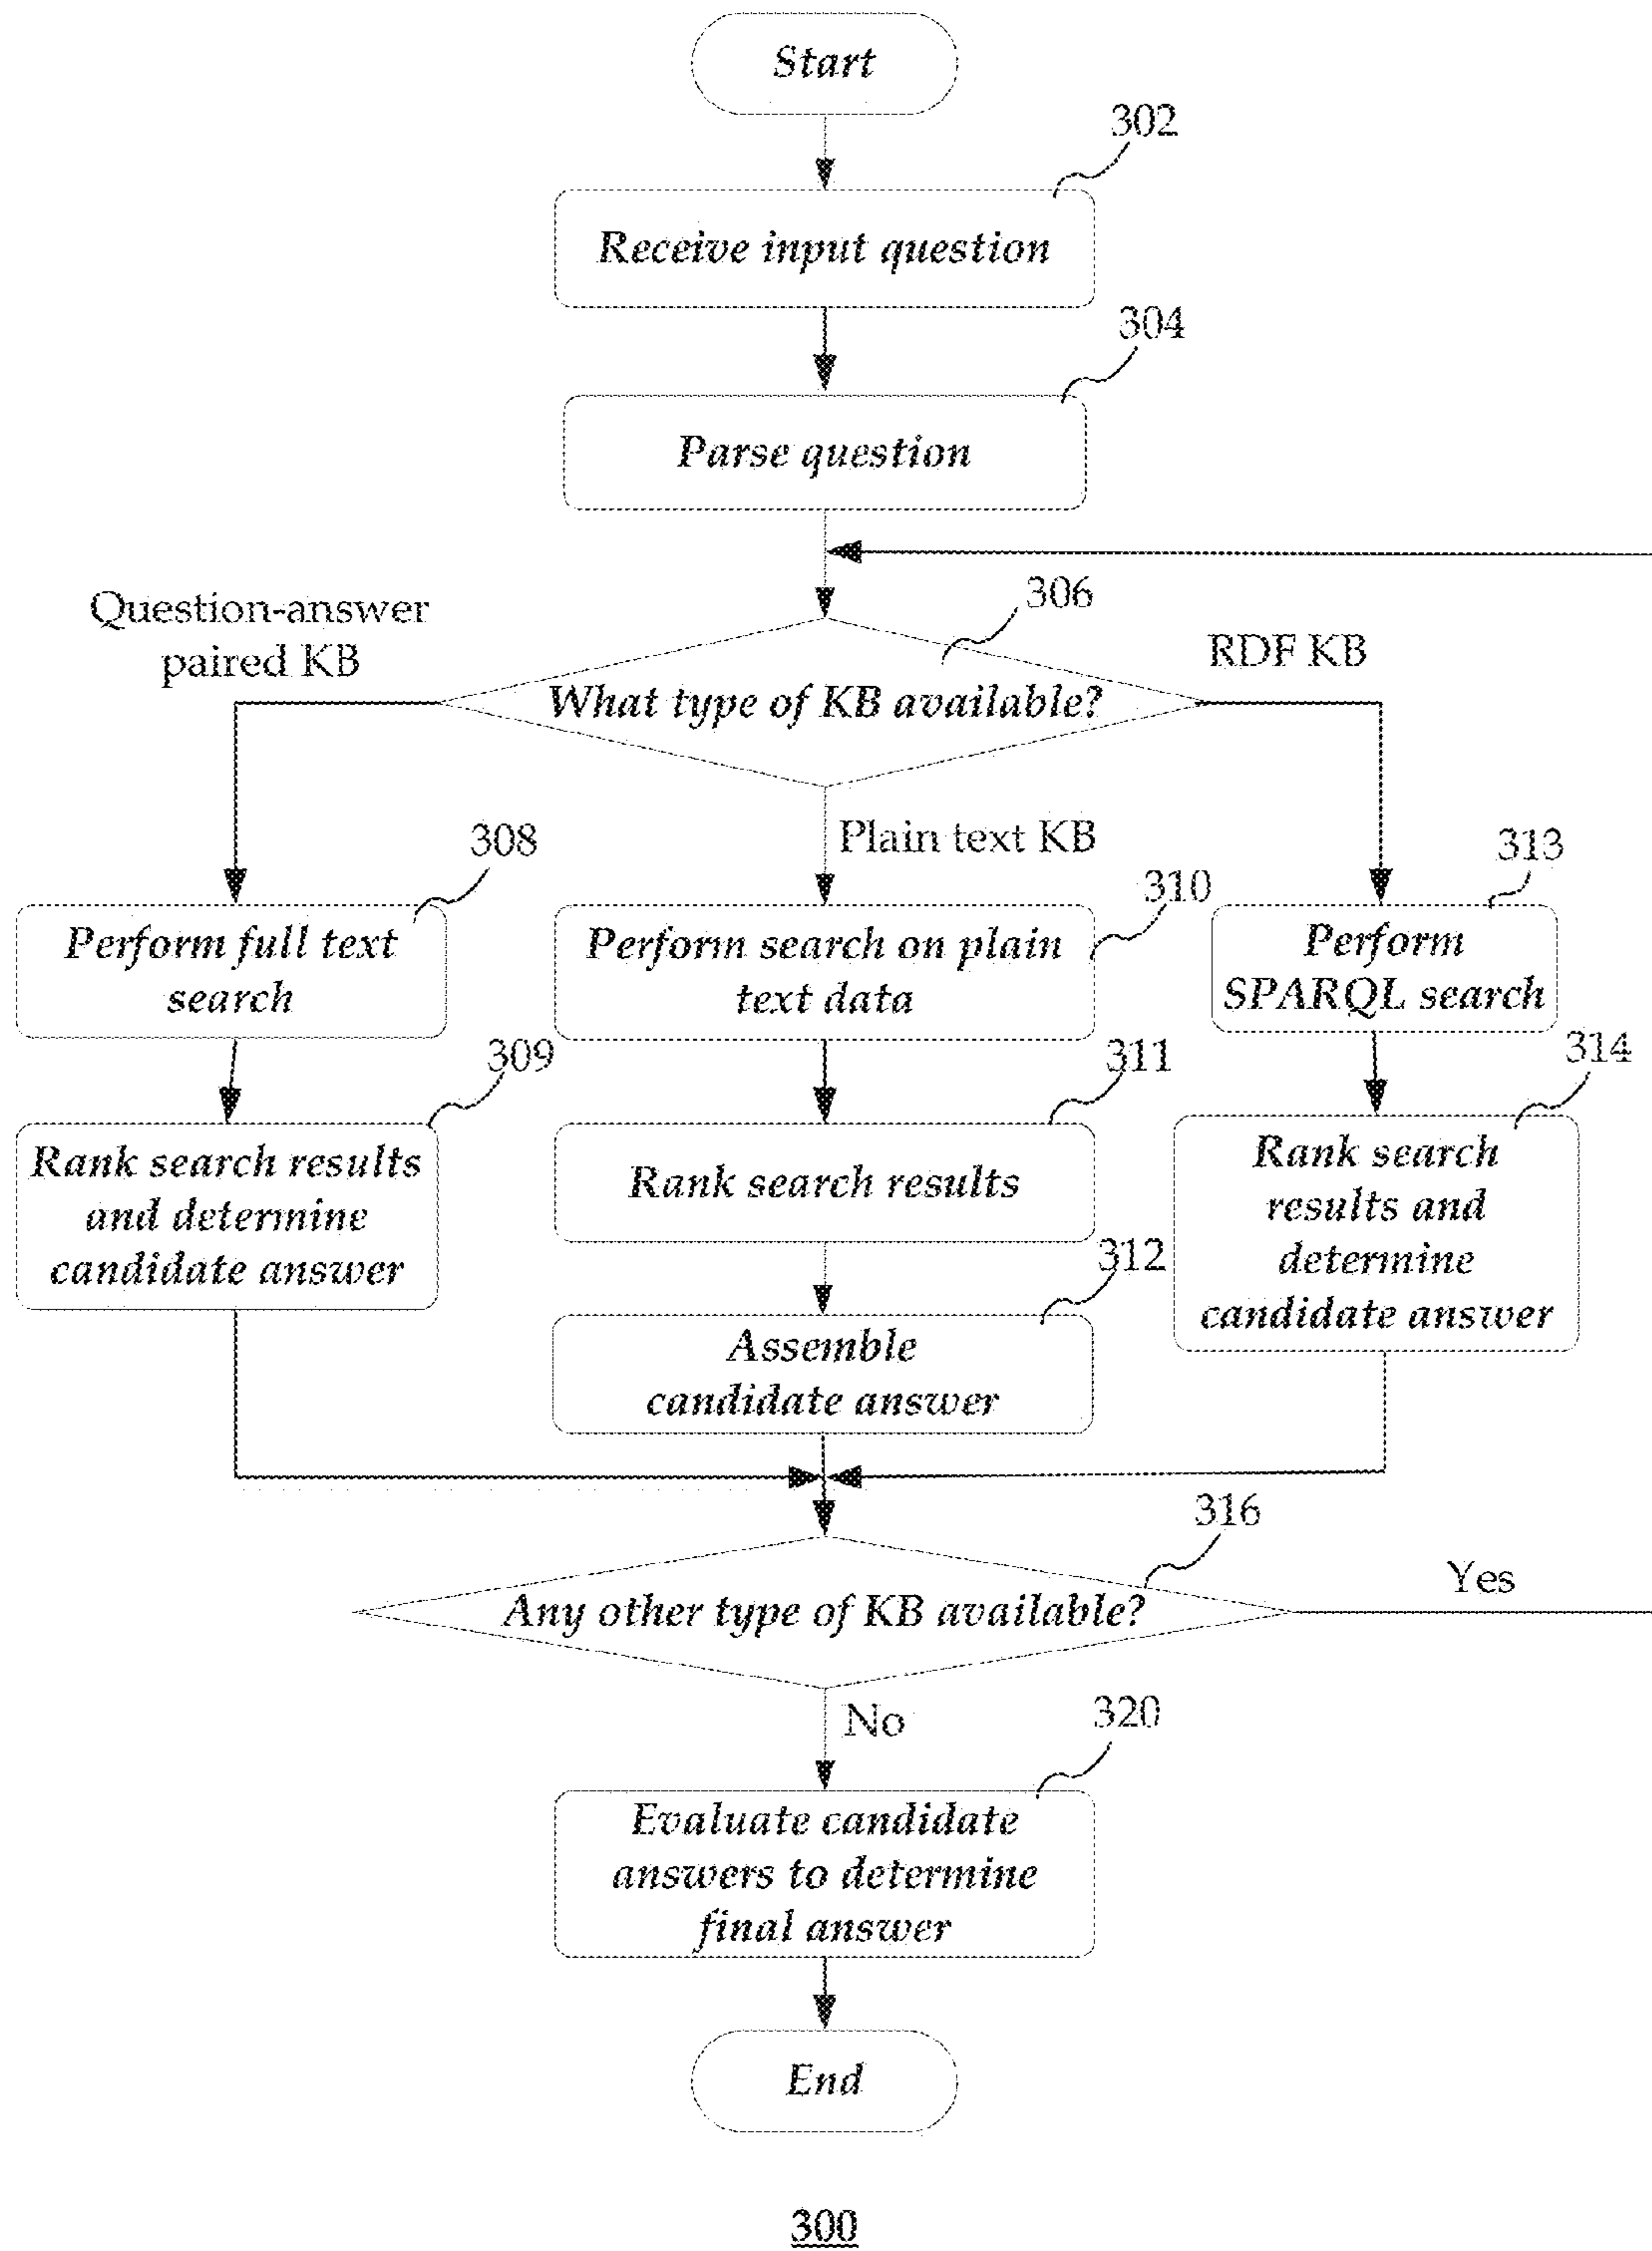 Start
302
Receive input question
304
Parse question
306
Question-answer
paired KB
RDF KB
What type of KB available?
Plain text KB
308
310
313
Perform full text
search
Perform search on plain
text data
Perform
SPARQL search
309
311
314
Rank search results
and determine
candidate answer
Rank search results
Rank search
results and
determine
candidate answer
312
Assemble
candidate answer
316
Any other type of KB available?
Yes
No
320
Evaluate candidate
answers to determine
final answer
End
300